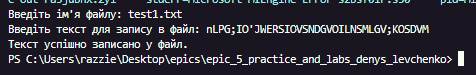 Введіть ім'я файлу: test1.txt
Введіть текст для запису в файл: nLPG;IO'JWERSIOVSNDGVOILNSMLGV;KOSDVM
Текст успішно записано у файл.
PS C:\Users\razzie\Desktop\epics\epic_5_practice_and_labs_denys_levchenko>